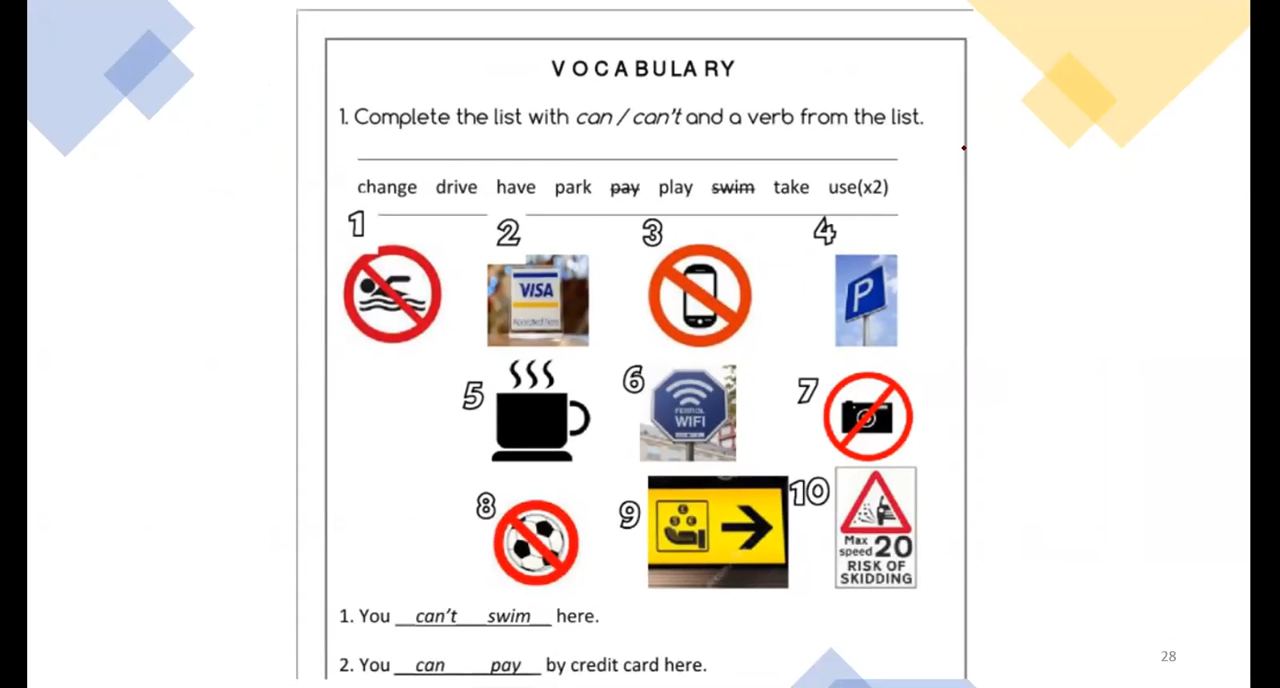 VOCABULARY
1. Complete the list with can / can't and a verb from the list.
change drive have park pay play swim take use(x2)
1 2 3 4
VISA
P
5 6 7
WIFI
8 9 10
Max
speed 20
RISK OF
SKIDDING
1. You can't swim here.
2. You can pay by credit card here.
28